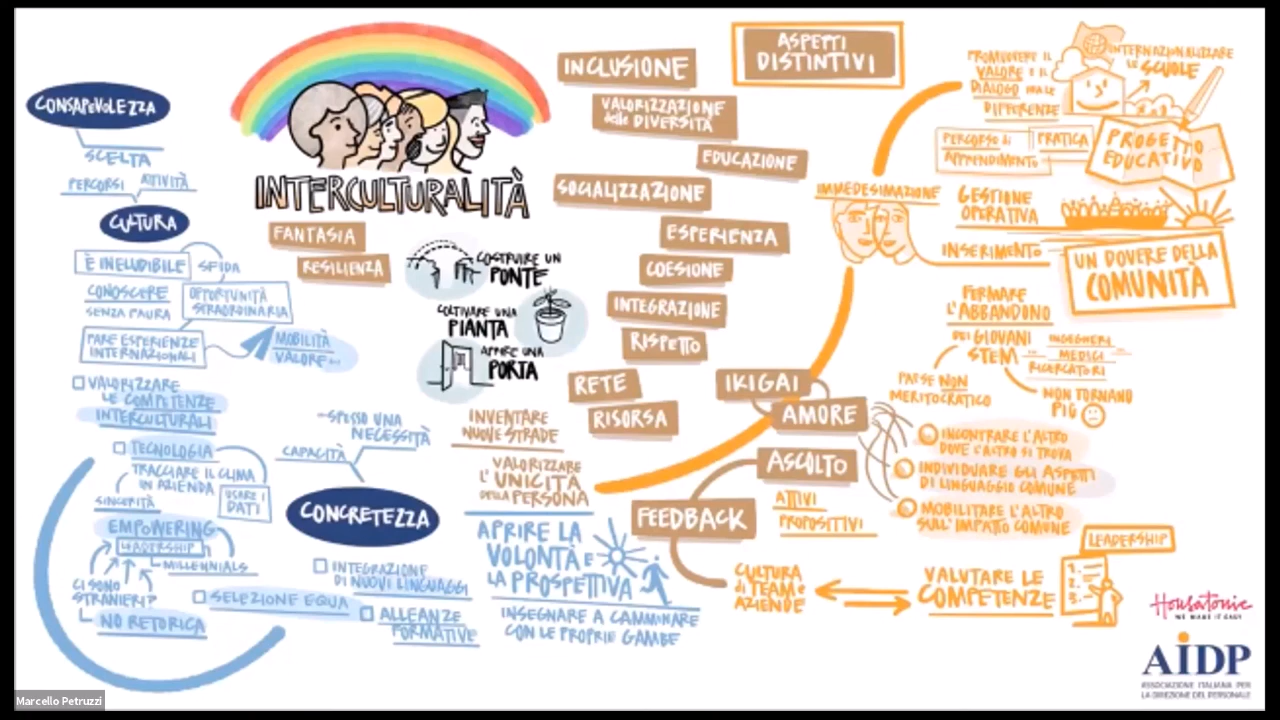 CONSAPEVOLEZZA
SCELTA
PERCORSI ATTIVITÀ
CULTURA
È INELUDIBILE SFIDA
CONOSCERE
SENZA PAURA
OPPORTUNITÀ
STRAORDINARIA
FARE ESPERIENZE
INTERNAZIONALI
MOBILITÀ
VALORE
VALORIZZARE
LE COMPETENZE
INTERCULTURALI
TECNOLOGIA
TRACCIARE IL CLIMA
IN AZIENDA
SINCERITÀ
USARE I
DATI
EMPOWERING
LEADERSHIP
MILLENNIALS
CI SONO
STRANIERI?
NO RETORICA
INTERCULTURALITÀ
FANTASIA
RESILIENZA
COSTRUIRE UN
PONTE
COLTIVARE UNA
PIANTA
APRIRE UNA
PORTA
SPESSO UNA
NECESSITÀ
CAPACITÀ
CONCRETEZZA
INTEGRAZIONE
DI NUOVI LINGUAGGI
SELEZIONE EQUA
ALLEANZE
FORMATIVE
INVENTARE
NUOVE STRADE
VALORIZZARE
L'UNICITÀ
DELLA PERSONA
APRIRE LA
VOLONTÀ E
LA PROSPETTIVA
INSEGNARE A CAMMINARE
CON LE PROPRIE GAMBE
ASPETTI
DISTINTIVI
INCLUSIONE
VALORIZZAZIONE
delle DIVERSITÀ
EDUCAZIONE
SOCIALIZZAZIONE
ESPERIENZA
COESIONE
INTEGRAZIONE
RISPETTO
RETE
RISORSA
IKIGAI
AMORE
ASCOLTO
ATTIVI
PROPOSITIVI
FEEDBACK
CULTURA
di TEAM e
AZIENDE
VALUTARE LE
COMPETENZE
LEADERSHIP
1.
2.
3.
IMMEDESIMAZIONE
PROMUOVERE IL
VALORE E IL
DIALOGO TRA LE
DIFFERENZE
INTERNAZIONALIZZARE
LE SCUOLE
PERCORSO di
APPRENDIMENTO
PRATICA
PROGETTO
EDUCATIVO
GESTIONE
OPERATIVA
INSERIMENTO
UN DOVERE DELLA
COMUNITÀ
FERMARE
L'ABBANDONO
DEI GIOVANI
STEM
INGEGNERI
MEDICI
RICERCATORI
PAESE NON
MERITOCRATICO
NON TORNANO
PIÙ
INCONTRARE L'ALTRO
DOVE L'ALTRO SI TROVA
INDIVIDUARE GLI ASPETTI
DI LINGUAGGIO COMUNE
MOBILITARE L'ALTRO
SULL'IMPATTO COMUNE
Housatonic
WE MAKE IT EASY
AIDP
ASSOCIAZIONE ITALIANA PER
LA DIREZIONE DEL PERSONALE
Marcello Petruzzi